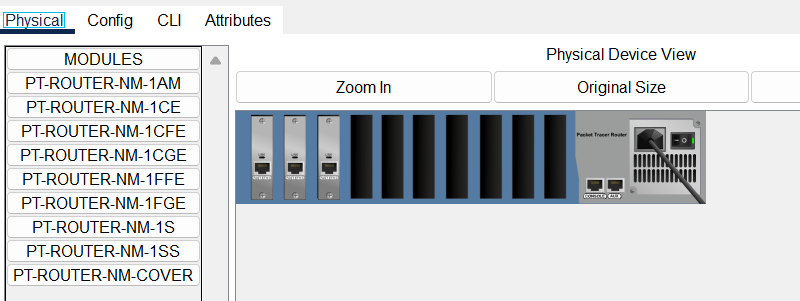 Physical Config CLI Attributes
MODULES
PT-ROUTER-NM-1AM
PT-ROUTER-NM-1CE
PT-ROUTER-NM-1CFE
PT-ROUTER-NM-1CGE
PT-ROUTER-NM-1FFE
PT-ROUTER-NM-1FGE
PT-ROUTER-NM-1S
PT-ROUTER-NM-1SS
PT-ROUTER-NM-COVER
Physical Device View
Zoom In Original Size
Packet Tracer Router
CONSOLE AUX